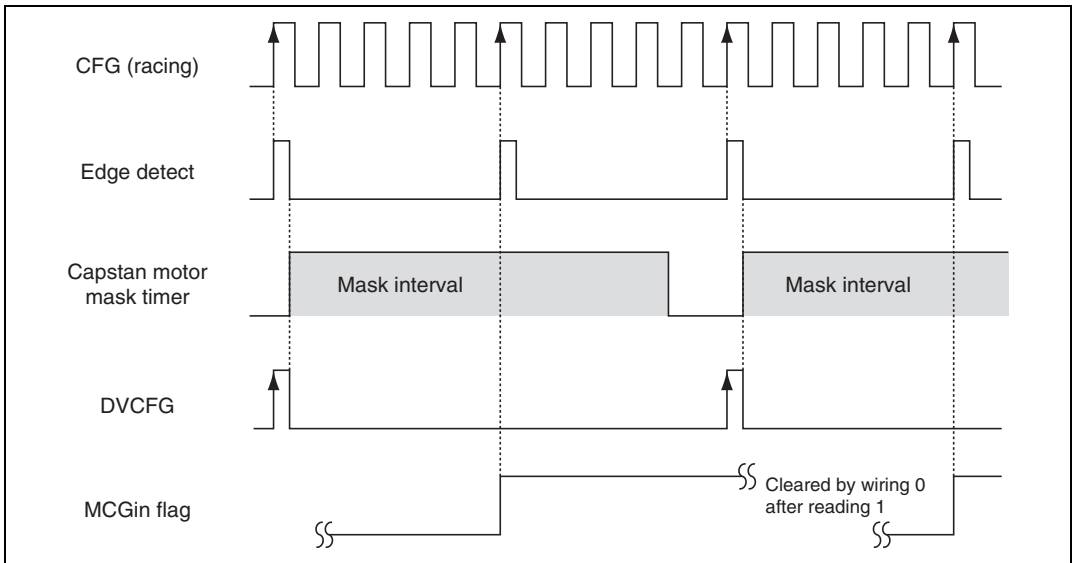 CFG (racing)
Edge detect
Capstan motor
mask timer
Mask interval
Mask interval
DVCFG
MCGin flag
Cleared by wiring 0
after reading 1